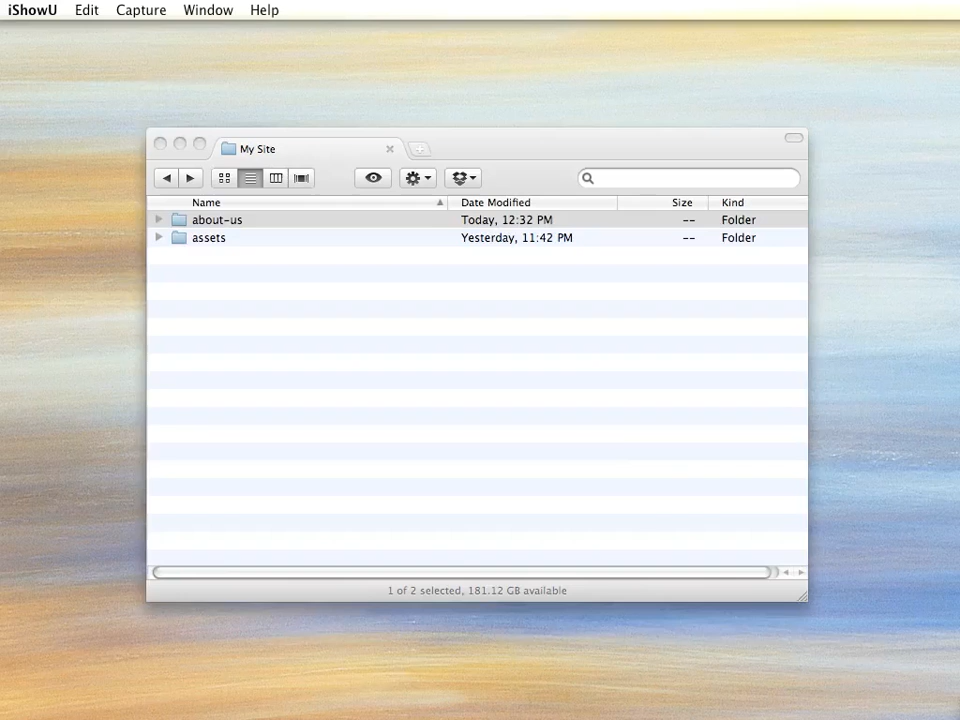 iShowU Edit Capture Window Help
My Site
Name Date Modified Size Kind
about-us Today, 12:32 PM -- Folder
assets Yesterday, 11:42 PM -- Folder
1 of 2 selected, 181.12 GB available